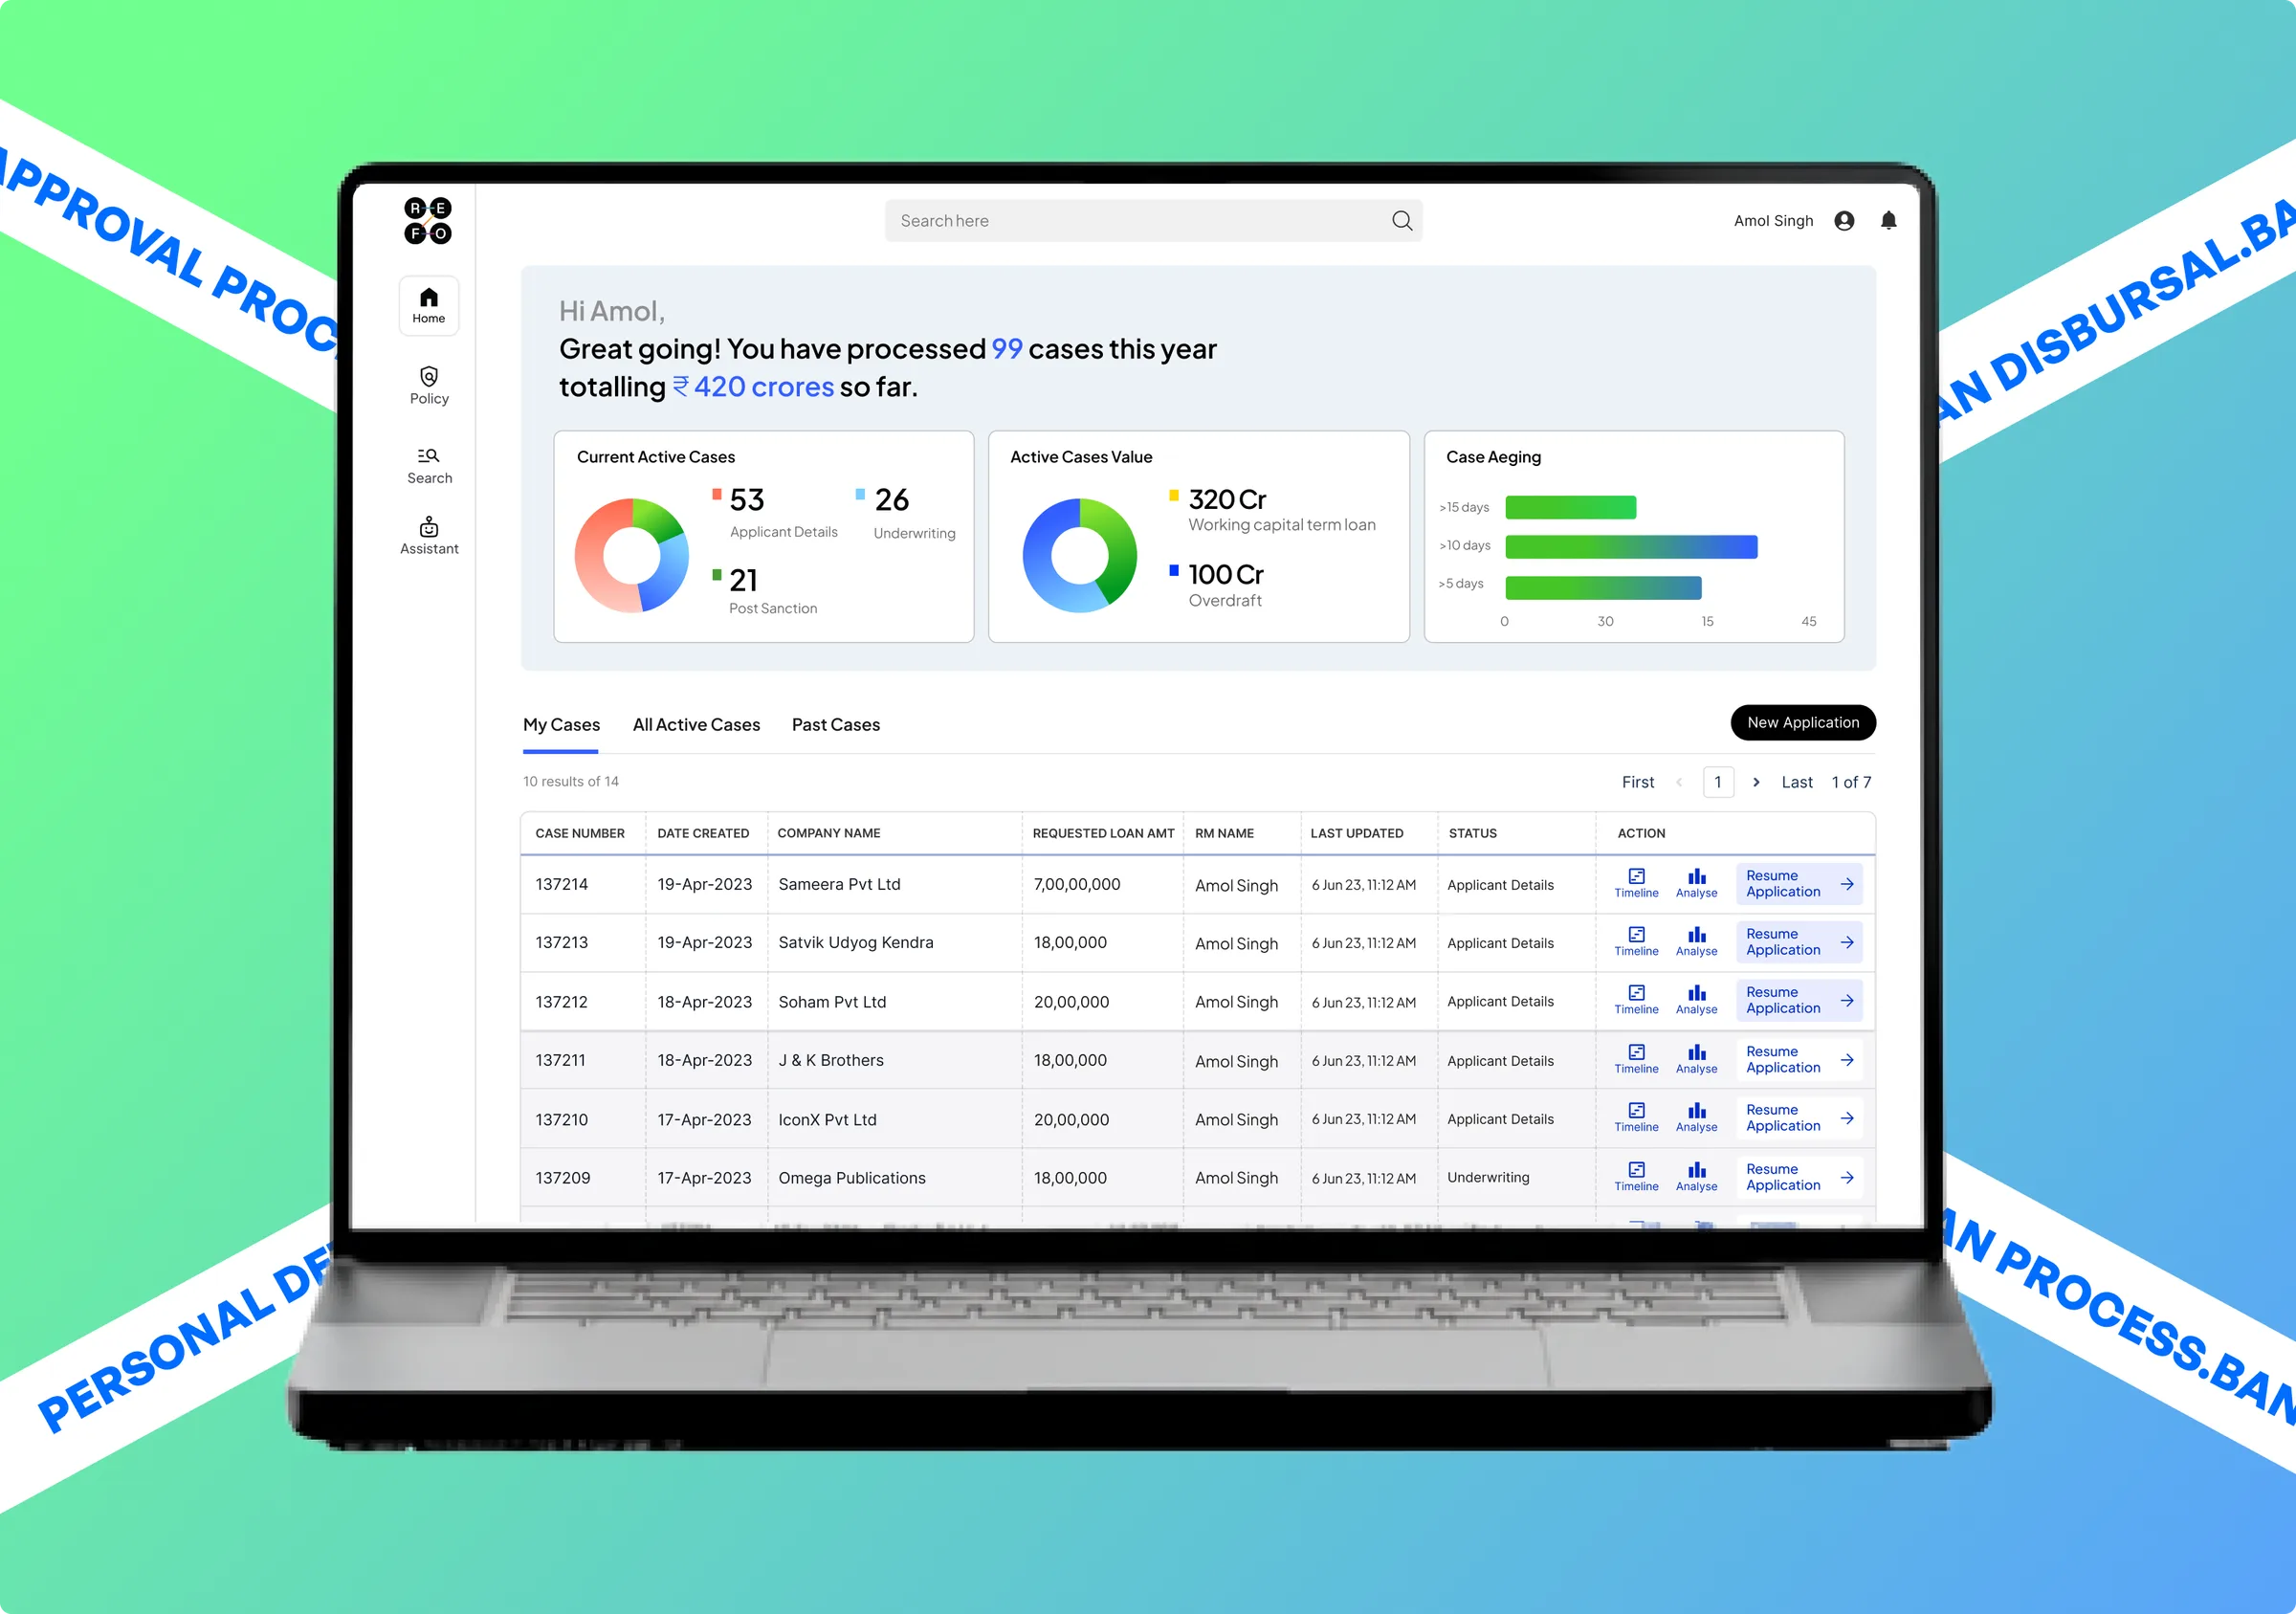 APPROVAL PROC
AN DISBURSAL.BA
PERSONAL DE
AN PROCESS.BAN
R E
F O
Search here
Amol Singh
Home
Policy
Search
Assistant
Hi Amol,
Great going! You have processed 99 cases this year
totalling ₹ 420 crores so far.
Current Active Cases
53
Applicant Details
26
Underwriting
21
Post Sanction
Active Cases Value
320 Cr
Working capital term loan
100 Cr
Overdraft
Case Aeging
>15 days
>10 days
>5 days
0 30 15 45
My Cases All Active Cases Past Cases
New Application
10 results of 14
First < 1 > Last 1 of 7
CASE NUMBER DATE CREATED COMPANY NAME REQUESTED LOAN AMT RM NAME LAST UPDATED STATUS ACTION
137214 19-Apr-2023 Sameera Pvt Ltd 7,00,00,000 Amol Singh 6 Jun 23, 11:12 AM Applicant Details Timeline Analyse Resume Application
137213 19-Apr-2023 Satvik Udyog Kendra 18,00,000 Amol Singh 6 Jun 23, 11:12 AM Applicant Details Timeline Analyse Resume Application
137212 18-Apr-2023 Soham Pvt Ltd 20,00,000 Amol Singh 6 Jun 23, 11:12 AM Applicant Details Timeline Analyse Resume Application
137211 18-Apr-2023 J & K Brothers 18,00,000 Amol Singh 6 Jun 23, 11:12 AM Applicant Details Timeline Analyse Resume Application
137210 17-Apr-2023 IconX Pvt Ltd 20,00,000 Amol Singh 6 Jun 23, 11:12 AM Applicant Details Timeline Analyse Resume Application
137209 17-Apr-2023 Omega Publications 18,00,000 Amol Singh 6 Jun 23, 11:12 AM Underwriting Timeline Analyse Resume Application